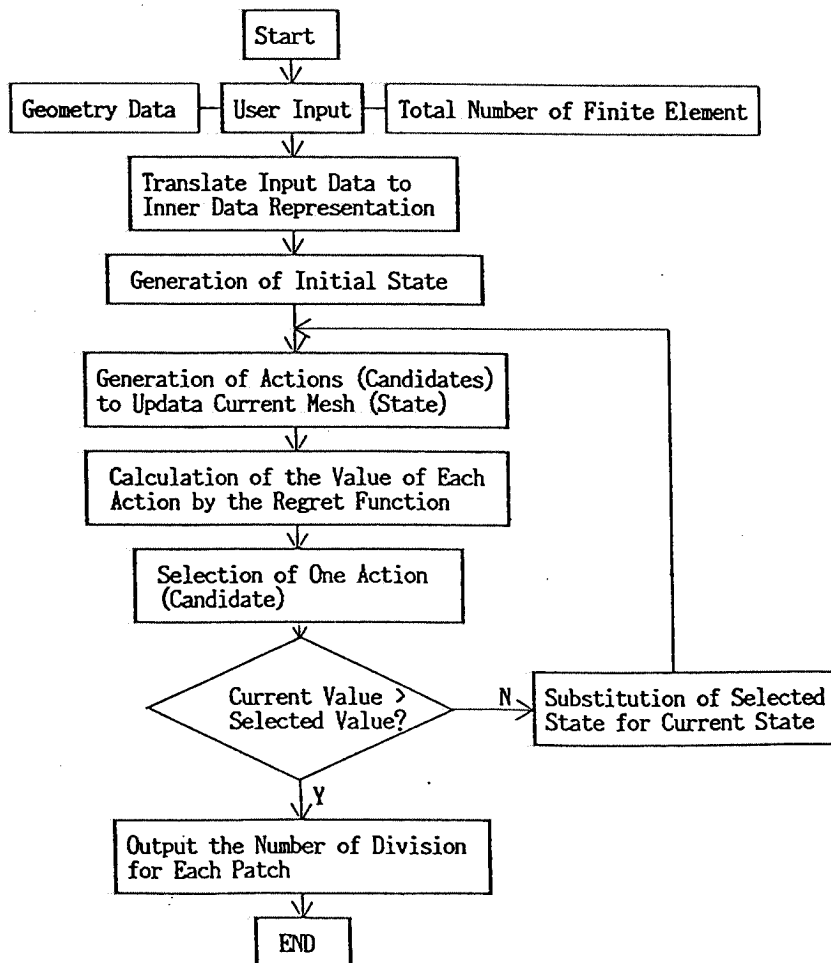 Start
Geometry Data
User Input
Total Number of Finite Element
Translate Input Data to
Inner Data Representation
Generation of Initial State
Generation of Actions (Candidates)
to Updata Current Mesh (State)
Calculation of the Value of Each
Action by the Regret Function
Selection of One Action
(Candidate)
Current Value >
Selected Value?
N
Substitution of Selected
State for Current State
Y
Output the Number of Division
for Each Patch
END